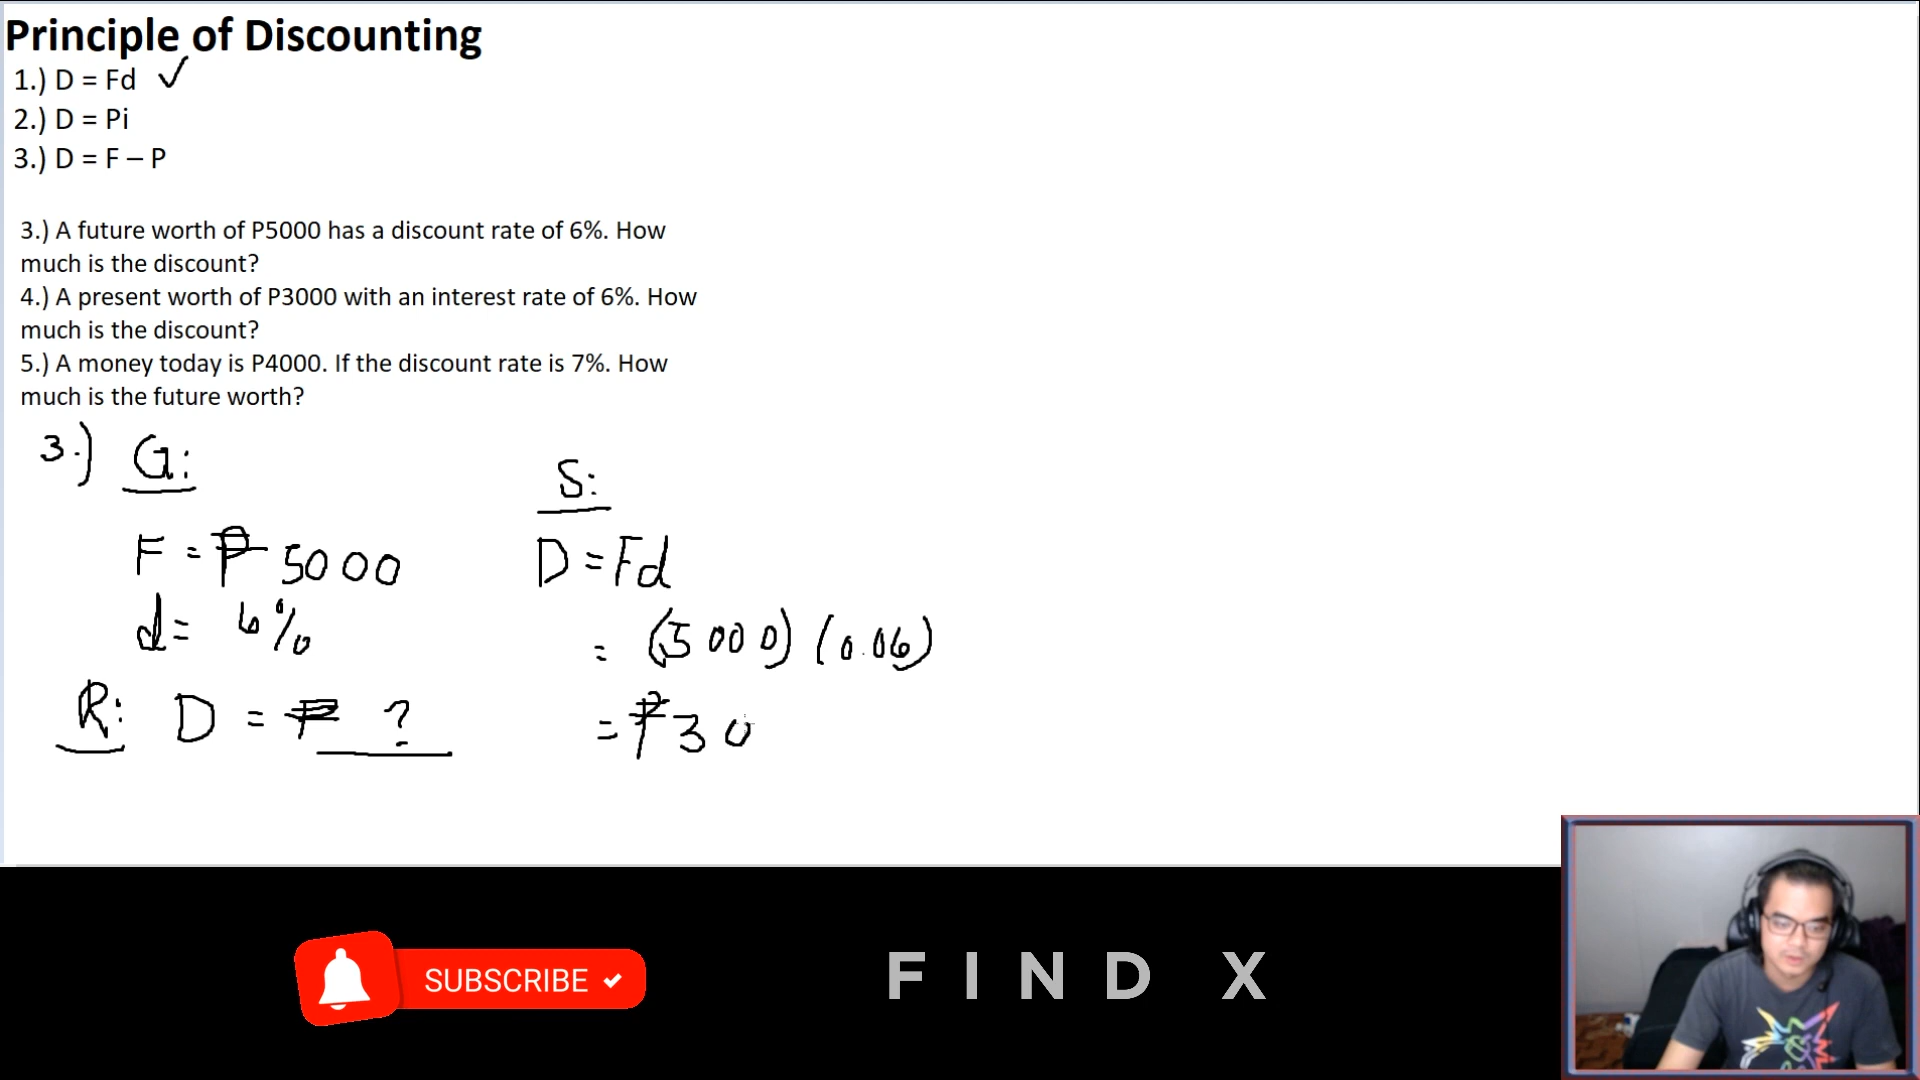 Principle of Discounting
1.) D = Fd ✓
2.) D = Pi
3.) D = F – P
3.) A future worth of P5000 has a discount rate of 6%. How
much is the discount?
4.) A present worth of P3000 with an interest rate of 6%. How
much is the discount?
5.) A money today is P4000. If the discount rate is 7%. How
much is the future worth?
3.) G:
F = ₱ 5000
d = 6%
R: D = ₱ ?
S:
D = Fd
= (5000) (0.06)
= ₱30
SUBSCRIBE
FIND X